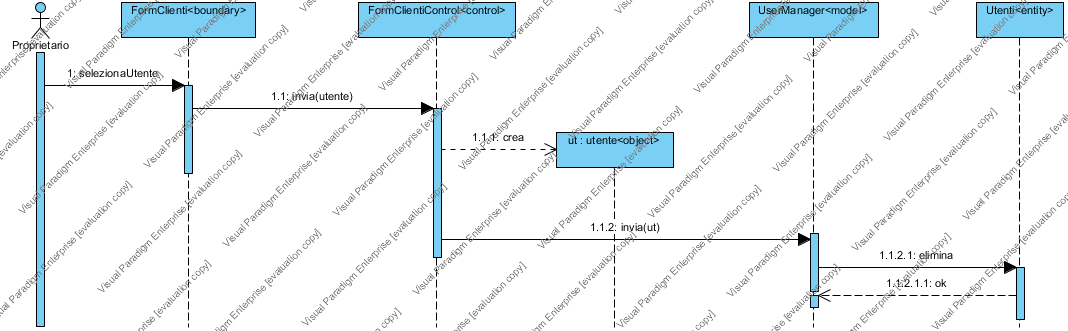 FormClienti<boundary>
FormClientiControl<control>
UserManager<model>
Utenti<entity>
Proprietario
1: selezionaUtente
1.1: invia(utente)
1.1.1: crea
ut : utente<object>
1.1.2: invia(ut)
1.1.2.1: elimina
1.1.2.1.1: ok
Visual Paradigm Enterprise [evaluation copy]